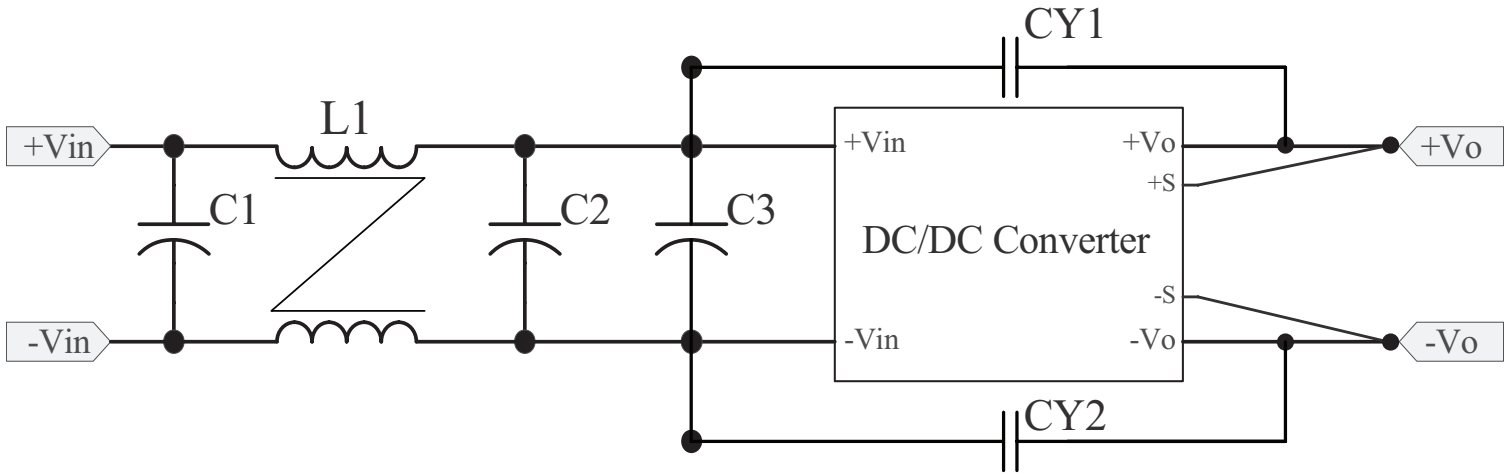 CY1
L1
+Vin
+Vin
+Vo
+Vo
+S
C1
C2
C3
DC/DC Converter
-S
-Vin
-Vin
-Vo
-Vo
CY2